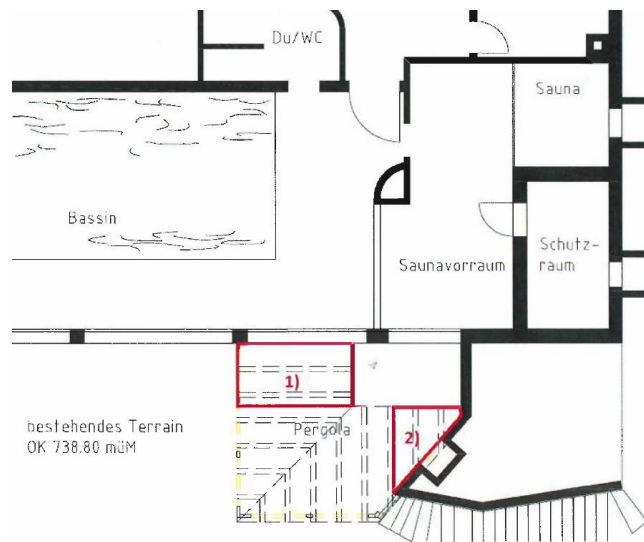 Du/WC
Sauna
Bassin
Saunavorraum
Schutz-
raum
1)
bestehendes Terrain
OK 738.80 müM
Pergola
2)